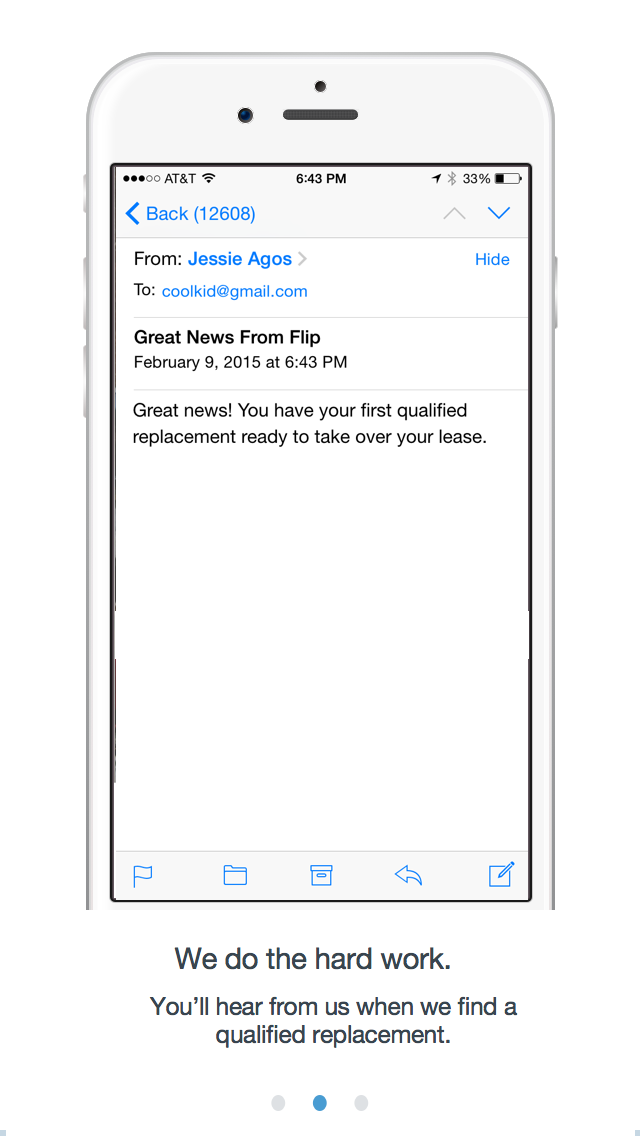 AT&T 6:43 PM 33%
Back (12608)
From: Jessie Agos Hide
To: coolkid@gmail.com
Great News From Flip
February 9, 2015 at 6:43 PM
Great news! You have your first qualified
replacement ready to take over your lease.
We do the hard work.
You’ll hear from us when we find a
qualified replacement.